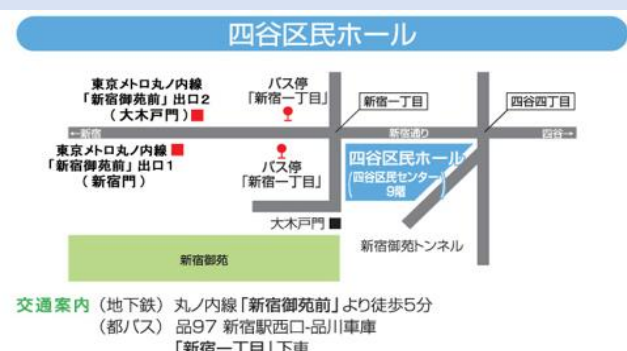 四谷区民ホール
東京メトロ丸ノ内線
「新宿御苑前」出口2
（大木戸門）
バス停
「新宿一丁目」
新宿一丁目
四谷四丁目
←新宿
新宿通り
四谷→
東京メトロ丸ノ内線
「新宿御苑前」出口1
（新宿門）
バス停
「新宿一丁目」
四谷区民ホール
（四谷区民センター
9階）
大木戸門
新宿御苑トンネル
新宿御苑
交通案内（地下鉄）丸ノ内線「新宿御苑前」より徒歩5分
（都バス）品97 新宿駅西口-品川車庫
「新宿一丁目」下車